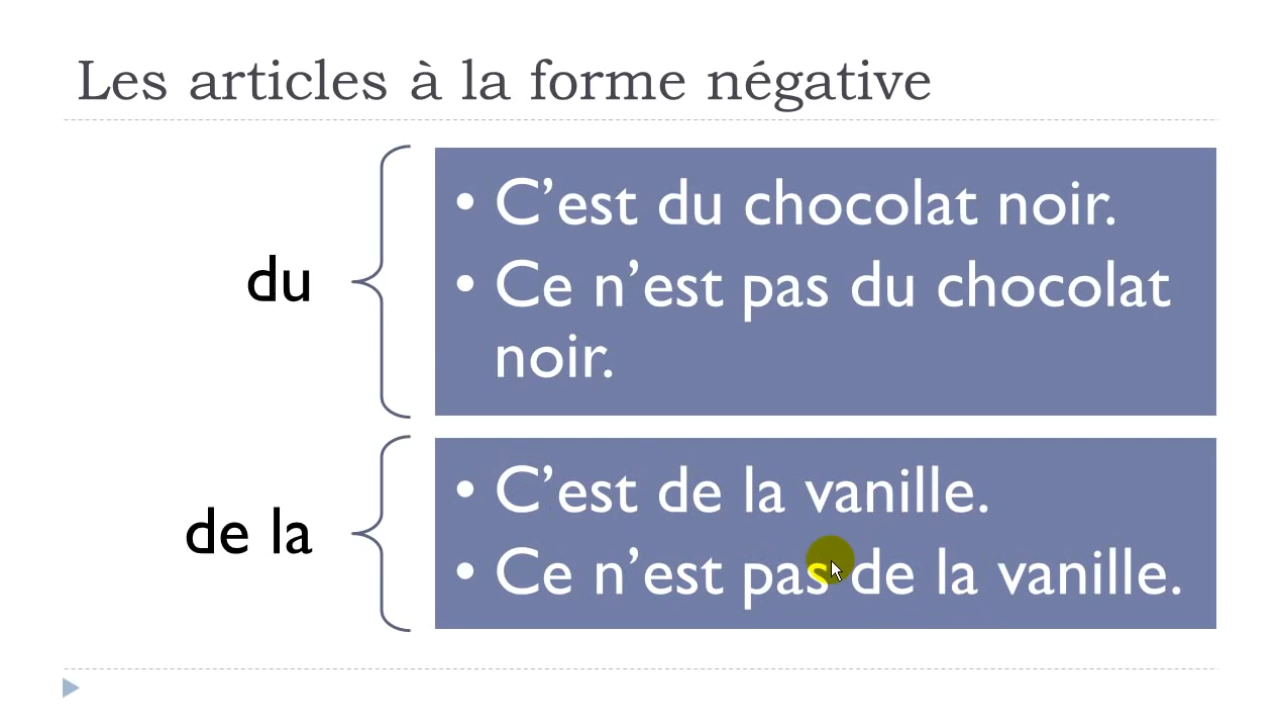 Les articles à la forme négative
du
• C’est du chocolat noir.
• Ce n’est pas du chocolat
noir.
de la
• C’est de la vanille.
• Ce n’est pas de la vanille.